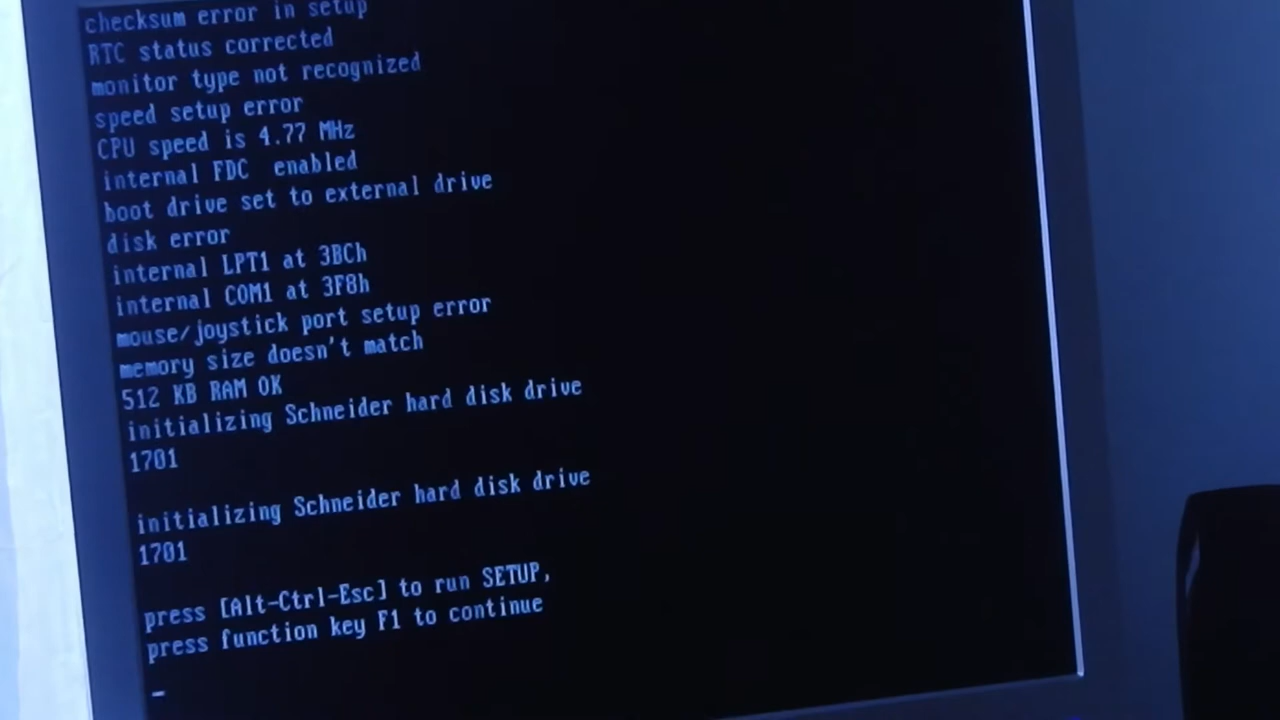 checksum error in setup
RTC status corrected
monitor type not recognized
speed setup error
CPU speed is 4.77 MHz
internal FDC  enabled
boot drive set to external drive
disk error
internal LPT1 at 3BCh
internal COM1 at 3F8h
mouse/joystick port setup error
memory size doesn't match
512 KB RAM OK
initializing Schneider hard disk drive
1701
initializing Schneider hard disk drive
1701
press [Alt-Ctrl-Esc] to run SETUP,
press function key F1 to continue